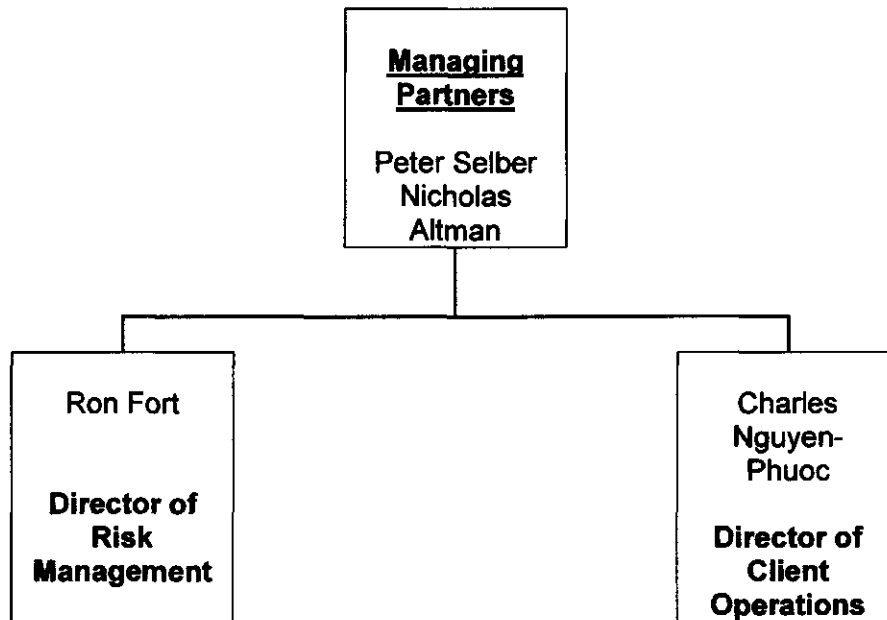 Managing
Partners
Peter Selber
Nicholas
Altman
Ron Fort
Director of
Risk
Management
Charles
Nguyen-
Phuoc
Director of
Client
Operations